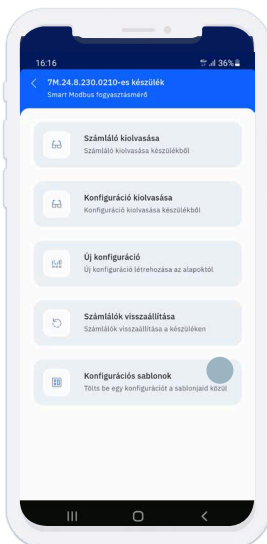 16:16
36%
7M.24.8.230.0210-es készülék
Smart Modbus fogyasztásmérő
Számláló kiolvasása
Számláló kiolvasása készülékből
Konfiguráció kiolvasása
Konfiguráció kiolvasása készülékből
Új konfiguráció
Új konfiguráció létrehozása az alapoktól
Számlálók visszaállítása
Számlálók visszaállítása a készüléken
Konfigurációs sablonok
Tölts be egy konfigurációt a sablonjaid közül